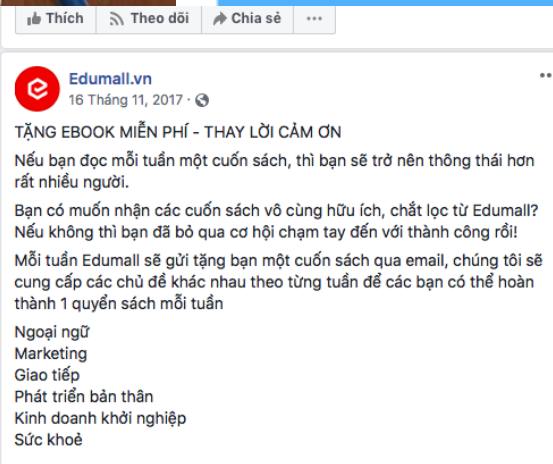 Thích Theo dõi Chia sẻ
Edumall.vn
16 Tháng 11, 2017 ·
TẶNG EBOOK MIỄN PHÍ - THAY LỜI CẢM ƠN
Nếu bạn đọc mỗi tuần một cuốn sách, thì bạn sẽ trở nên thông thái hơn
rất nhiều người.
Bạn có muốn nhận các cuốn sách vô cùng hữu ích, chắt lọc từ Edumall?
Nếu không thì bạn đã bỏ qua cơ hội chạm tay đến với thành công rồi!
Mỗi tuần Edumall sẽ gửi tặng bạn một cuốn sách qua email, chúng tôi sẽ
cung cấp các chủ đề khác nhau theo từng tuần để các bạn có thể hoàn
thành 1 quyển sách mỗi tuần
Ngoại ngữ
Marketing
Giao tiếp
Phát triển bản thân
Kinh doanh khởi nghiệp
Sức khoẻ